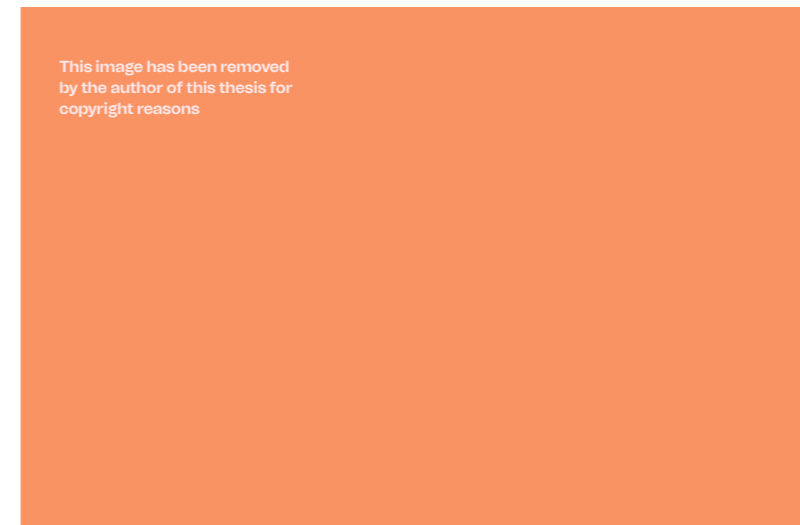 This image has been removed
by the author of this thesis for
copyright reasons